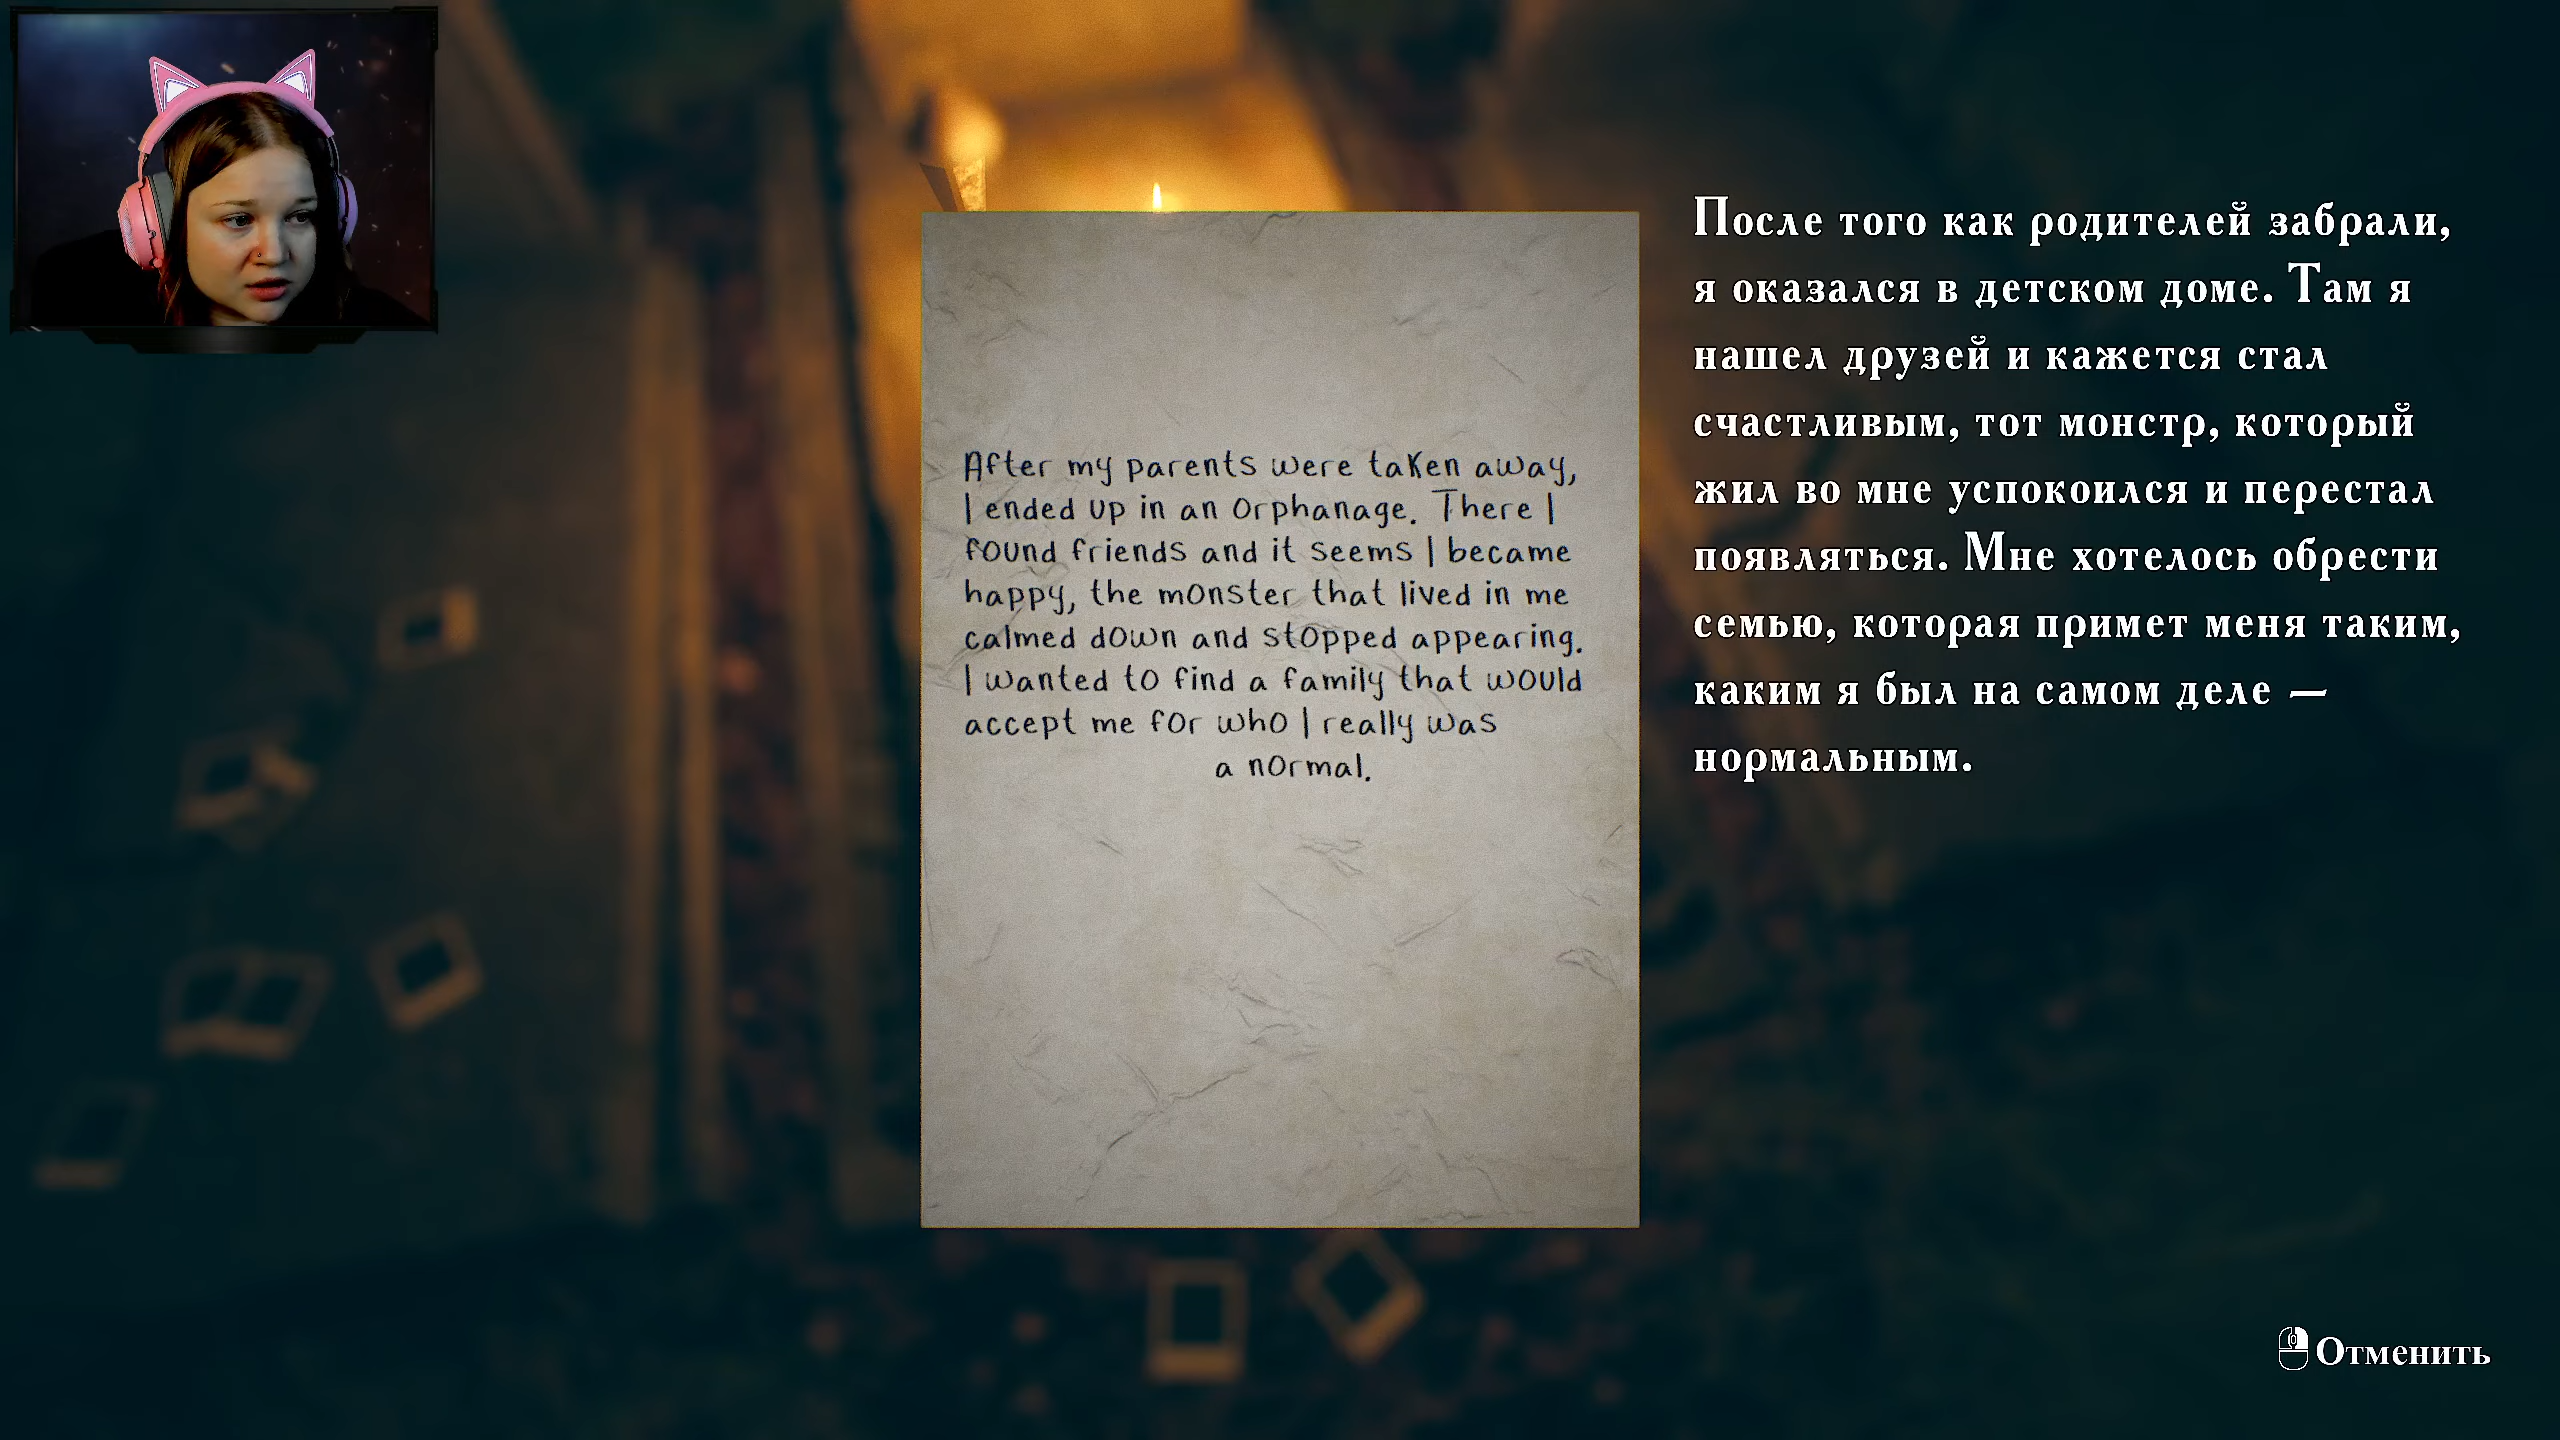 After my parents were taken away,
I ended up in an orphanage. There I
found friends and it seems I became
happy, the monster that lived in me
calmed down and stopped appearing.
I wanted to find a family that would
accept me for who I really was
a normal.
После того как родителей забрали,
я оказался в детском доме. Там я
нашел друзей и кажется стал
счастливым, тот монстр, который
жил во мне успокоился и перестал
появляться. Мне хотелось обрести
семью, которая примет меня таким,
каким я был на самом деле —
нормальным.
Отменить